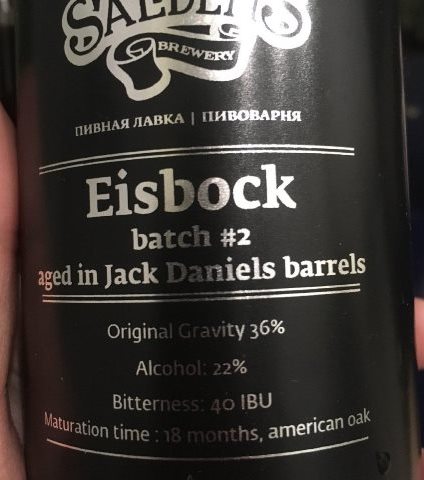 BREWERY
ПИВНАЯ ЛАВКА | ПИВОВАРНЯ
Eisbock
batch #2
aged in Jack Daniels barrels
Original Gravity 36%
Alcohol: 22%
Bitterness: 40 IBU
Maturation time : 18 months, american oak